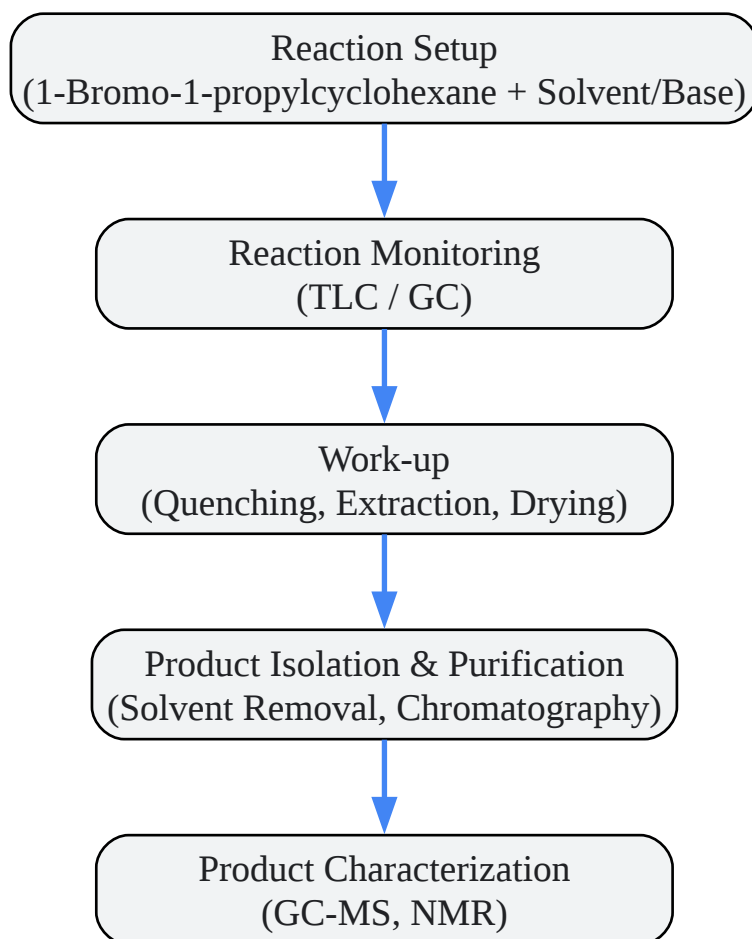 Reaction Setup
(1-Bromo-1-propylcyclohexane + Solvent/Base)
Reaction Monitoring
(TLC / GC)
Work-up
(Quenching, Extraction, Drying)
Product Isolation & Purification
(Solvent Removal, Chromatography)
Product Characterization
(GC-MS, NMR)